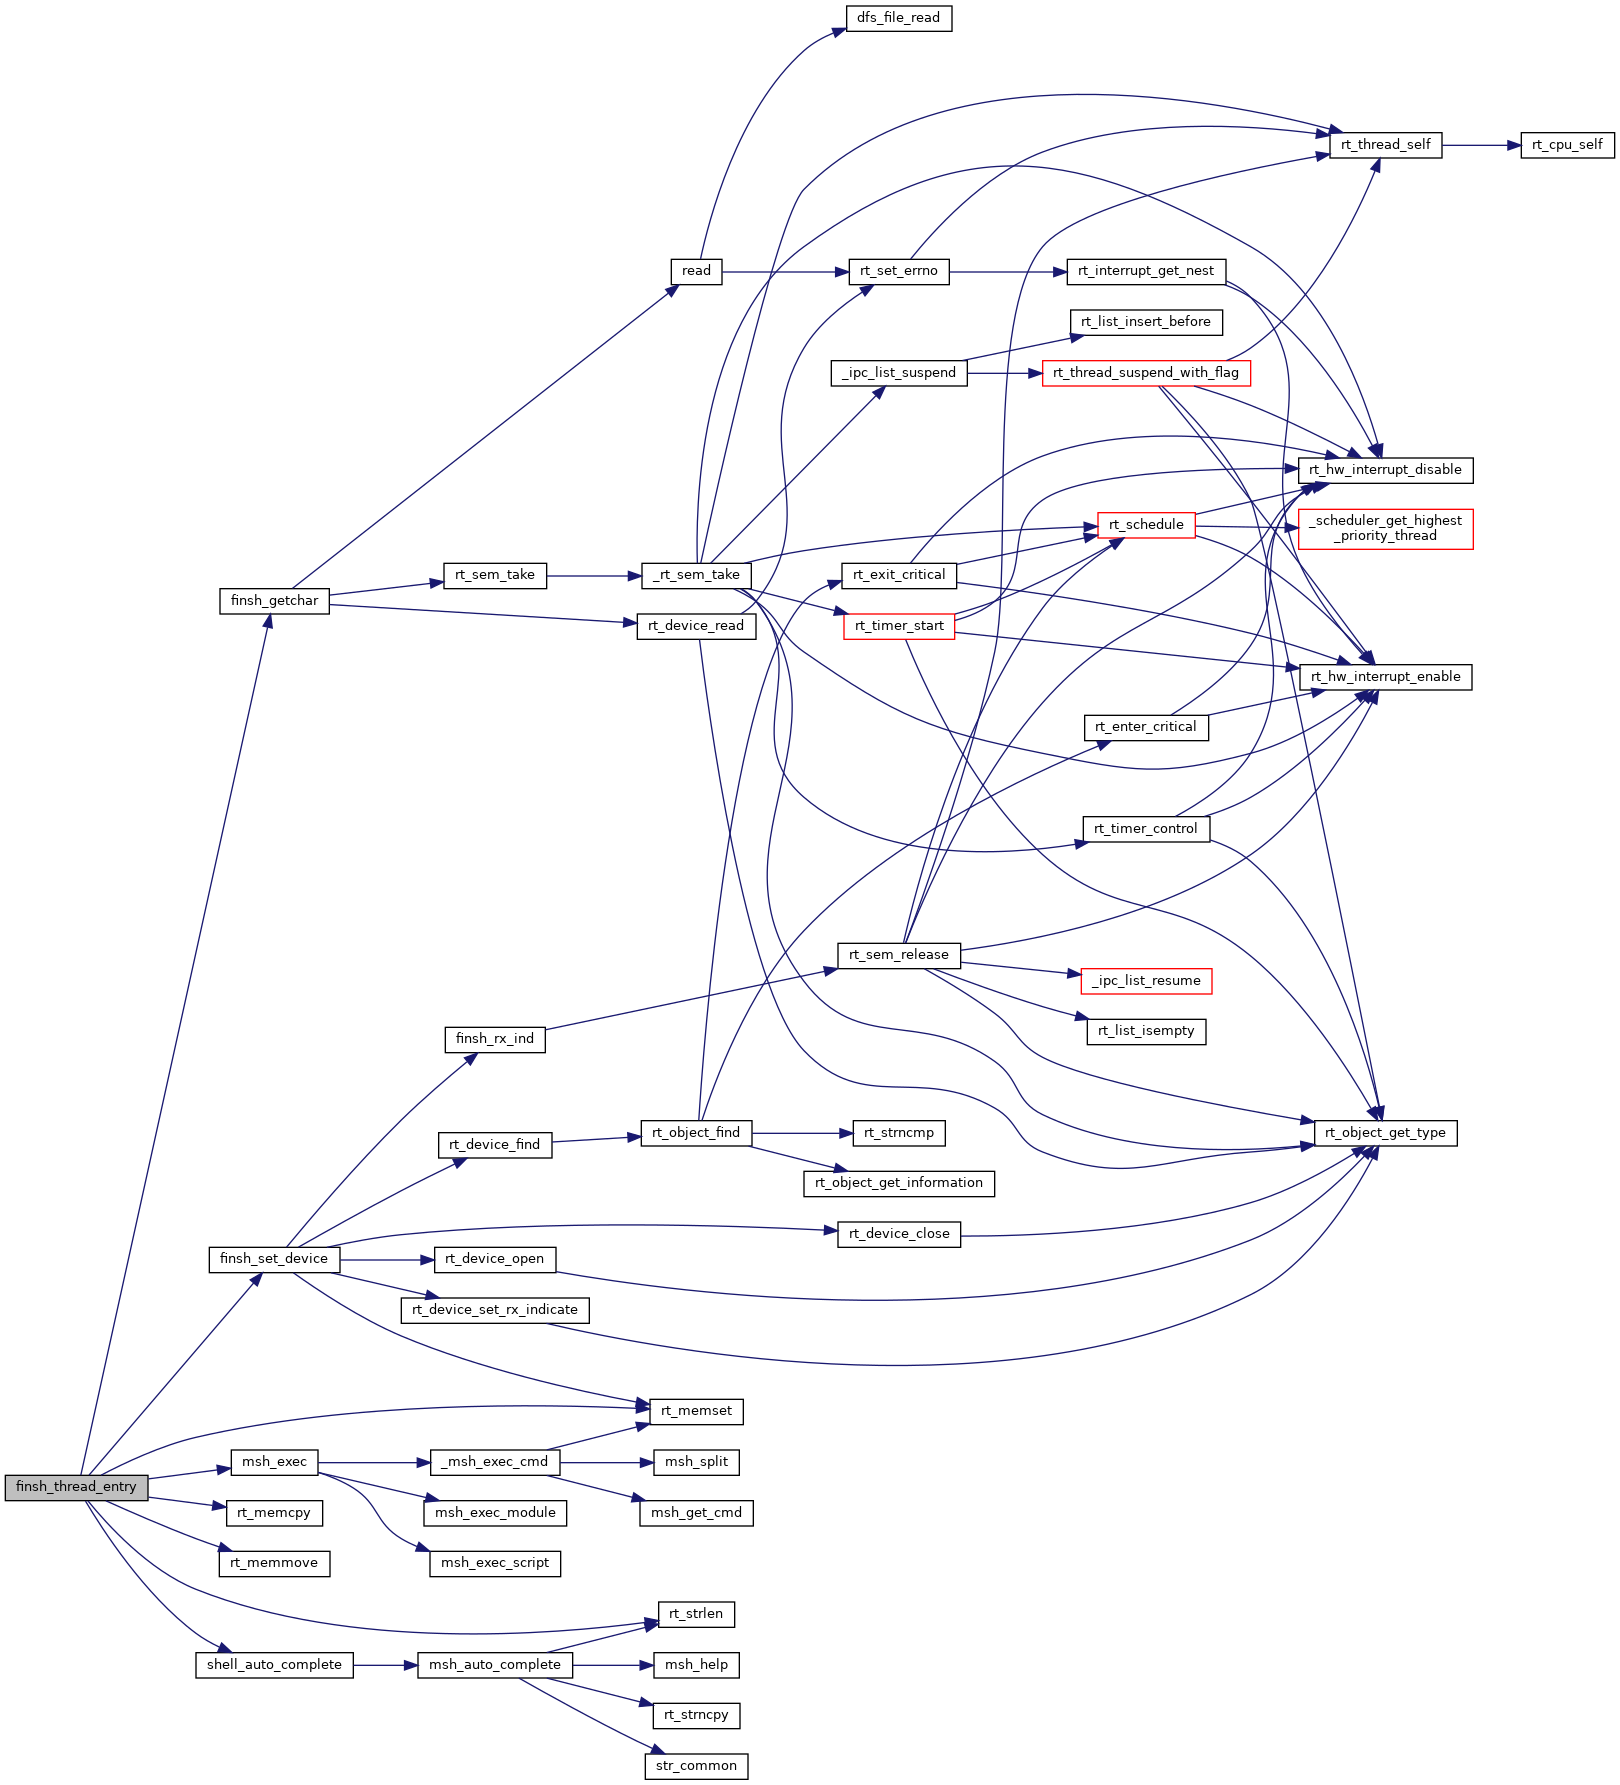 dfs_file_read
rt_thread_self
rt_cpu_self
read
rt_set_errno
rt_interrupt_get_nest
rt_list_insert_before
_ipc_list_suspend
rt_thread_suspend_with_flag
rt_hw_interrupt_disable
rt_schedule
_scheduler_get_highest
_priority_thread
rt_sem_take
_rt_sem_take
rt_exit_critical
finsh_getchar
rt_device_read
rt_timer_start
rt_hw_interrupt_enable
rt_enter_critical
rt_timer_control
rt_sem_release
_ipc_list_resume
rt_list_isempty
finsh_rx_ind
rt_device_find
rt_object_find
rt_strncmp
rt_object_get_type
rt_object_get_information
rt_device_close
finsh_set_device
rt_device_open
rt_device_set_rx_indicate
rt_memset
msh_exec
_msh_exec_cmd
msh_split
finsh_thread_entry
rt_memcpy
msh_exec_module
msh_get_cmd
rt_memmove
msh_exec_script
rt_strlen
shell_auto_complete
msh_auto_complete
msh_help
rt_strncpy
str_common